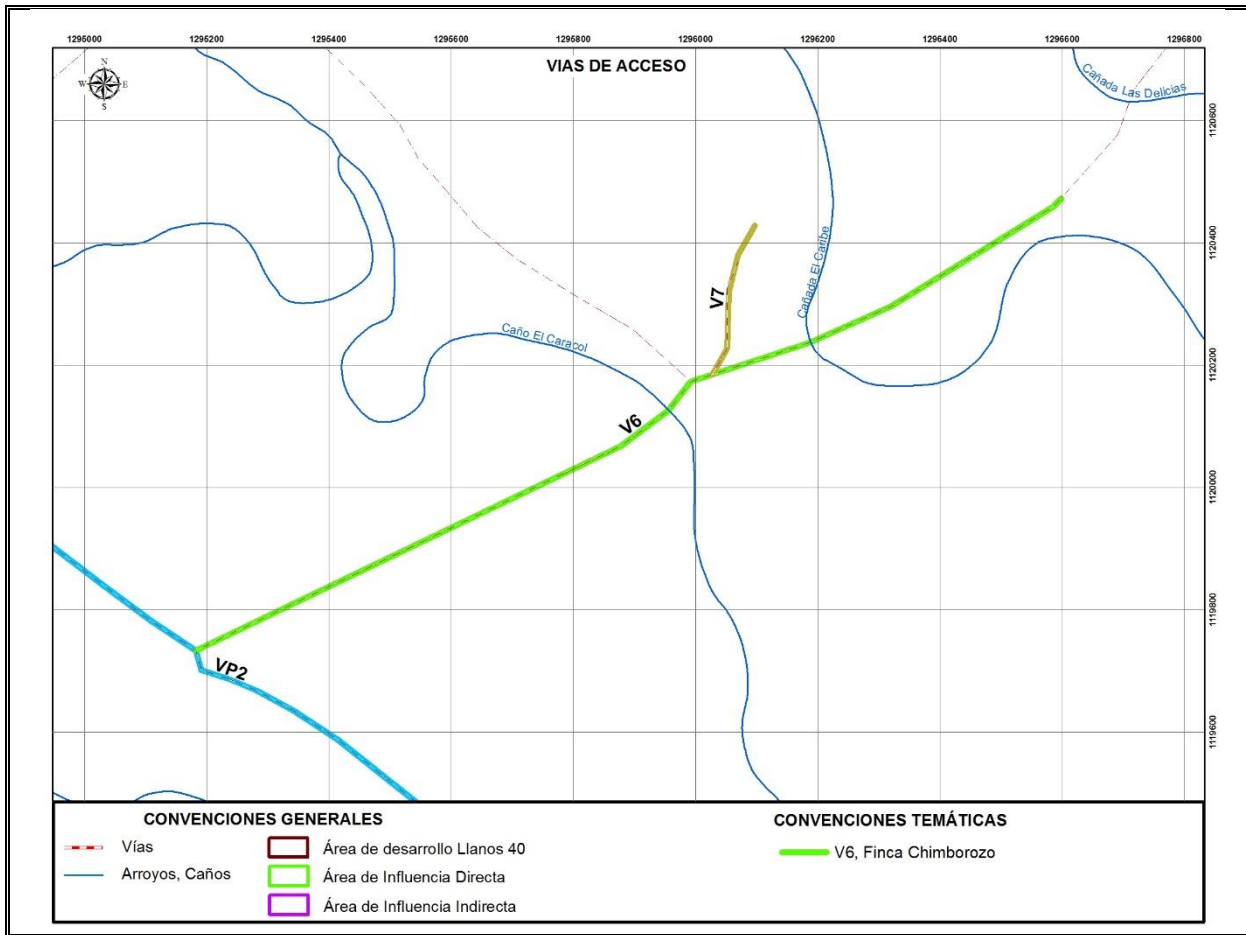 1295000 1295200 1295400 1295600 1295800 1296000 1296200 1296400 1296600 1296800
VIAS DE ACCESO
N
W E
S
Cañada Las Delicias
1120600
1120400
Cañada El Caribe
V7
Caño El Caracol
1120200
V6
1120000
1119800
VP2
1119600
CONVENCIONES GENERALES
Vías
Arroyos, Caños
Área de desarrollo Llanos 40
Área de Influencia Directa
Área de Influencia Indirecta
CONVENCIONES TEMÁTICAS
V6, Finca Chimborozo